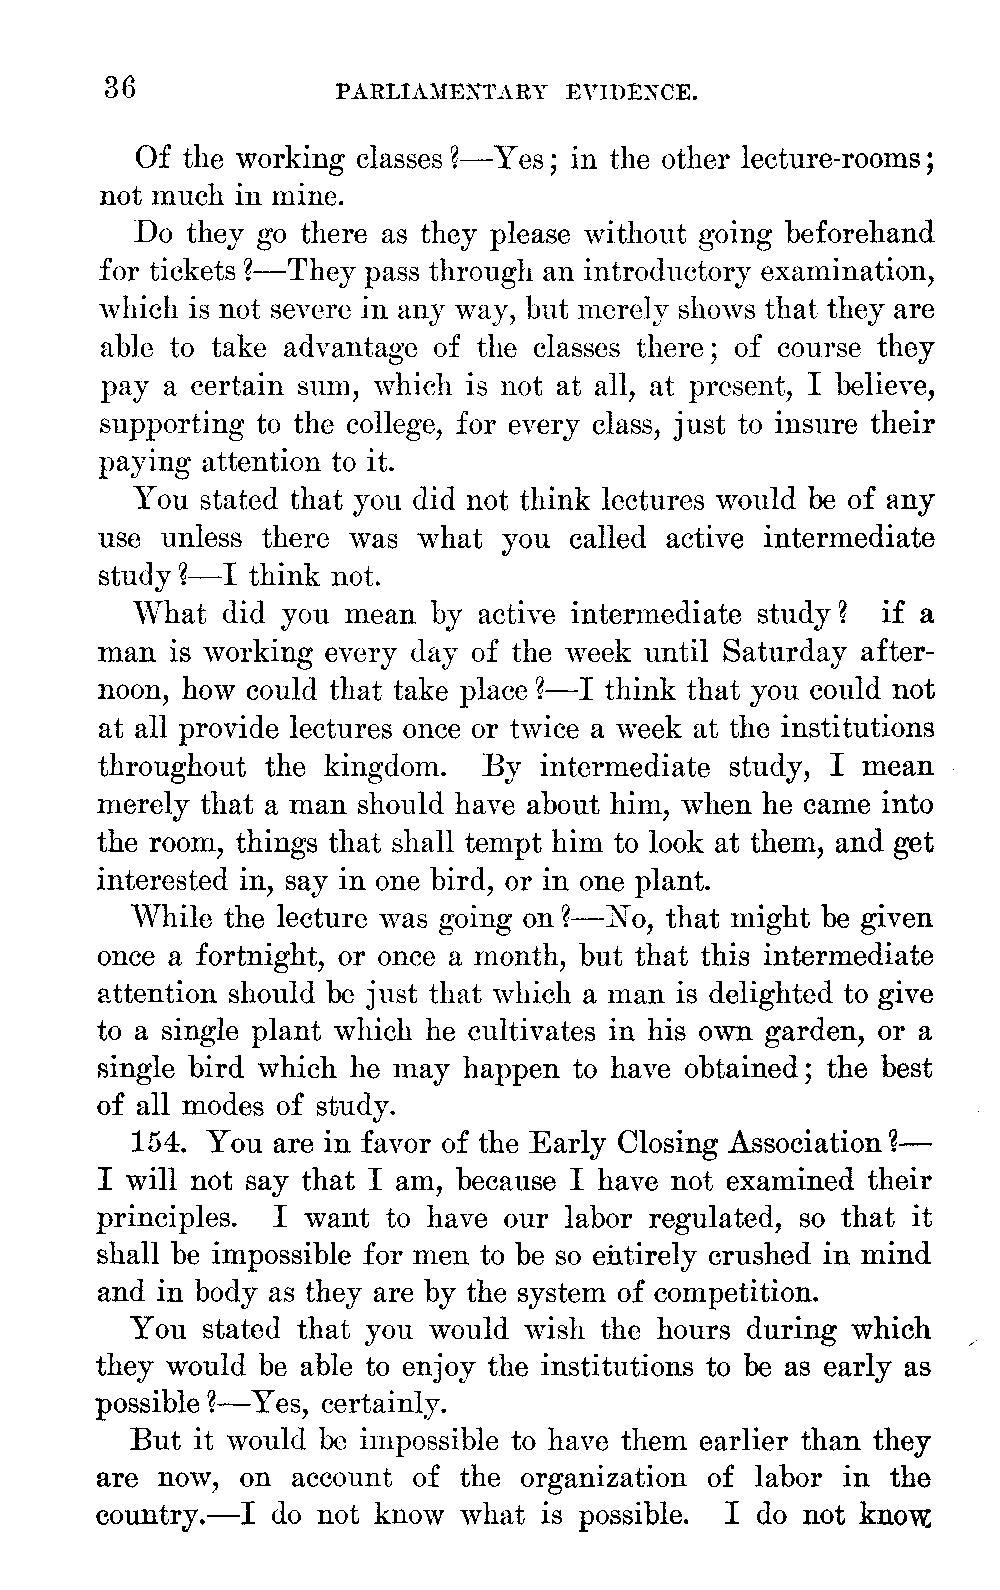 36 PARLIAMENTARY EVIDENCE.
Of the working classes?—Yes; in the other lecture-rooms;
not much in mine.
Do they go there as they please without going beforehand
for tickets?—They pass through an introductory examination,
which is not severe in any way, but merely shows that they are
able to take advantage of the classes there; of course they
pay a certain sum, which is not at all, at present, I believe,
supporting to the college, for every class, just to insure their
paying attention to it.
You stated that you did not think lectures would be of any
use unless there was what you called active intermediate
study?—I think not.
What did you mean by active intermediate study? if a
man is working every day of the week until Saturday after-
noon, how could that take place?—I think that you could not
at all provide lectures once or twice a week at the institutions
throughout the kingdom. By intermediate study, I mean
merely that a man should have about him, when he came into
the room, things that shall tempt him to look at them, and get
interested in, say in one bird, or in one plant.
While the lecture was going on?—No, that might be given
once a fortnight, or once a month, but that this intermediate
attention should be just that which a man is delighted to give
to a single plant which he cultivates in his own garden, or a
single bird which he may happen to have obtained; the best
of all modes of study.
154. You are in favor of the Early Closing Association?—
I will not say that I am, because I have not examined their
principles. I want to have our labor regulated, so that it
shall be impossible for men to be so entirely crushed in mind
and in body as they are by the system of competition.
You stated that you would wish the hours during which
they would be able to enjoy the institutions to be as early as
possible?—Yes, certainly.
But it would be impossible to have them earlier than they
are now, on account of the organization of labor in the
country.—I do not know what is possible. I do not know